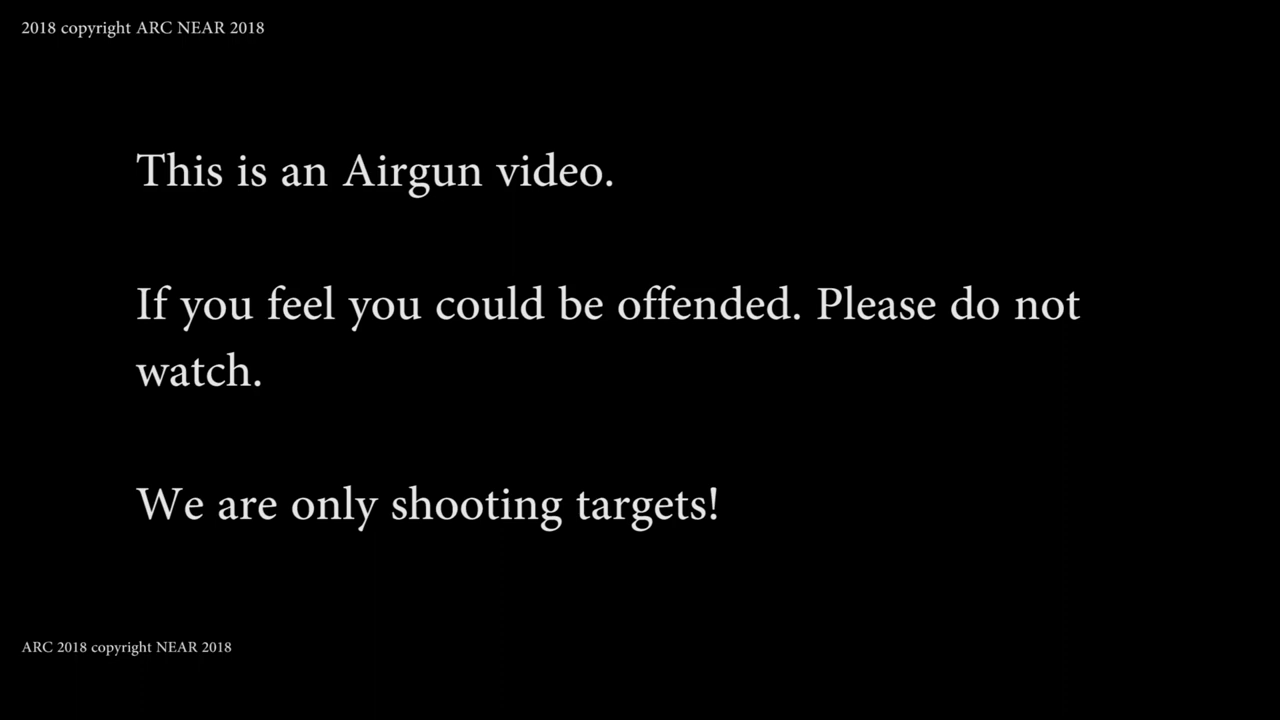 2018 copyright ARC NEAR 2018
This is an Airgun video.
If you feel you could be offended. Please do not
watch.
We are only shooting targets!
ARC 2018 copyright NEAR 2018